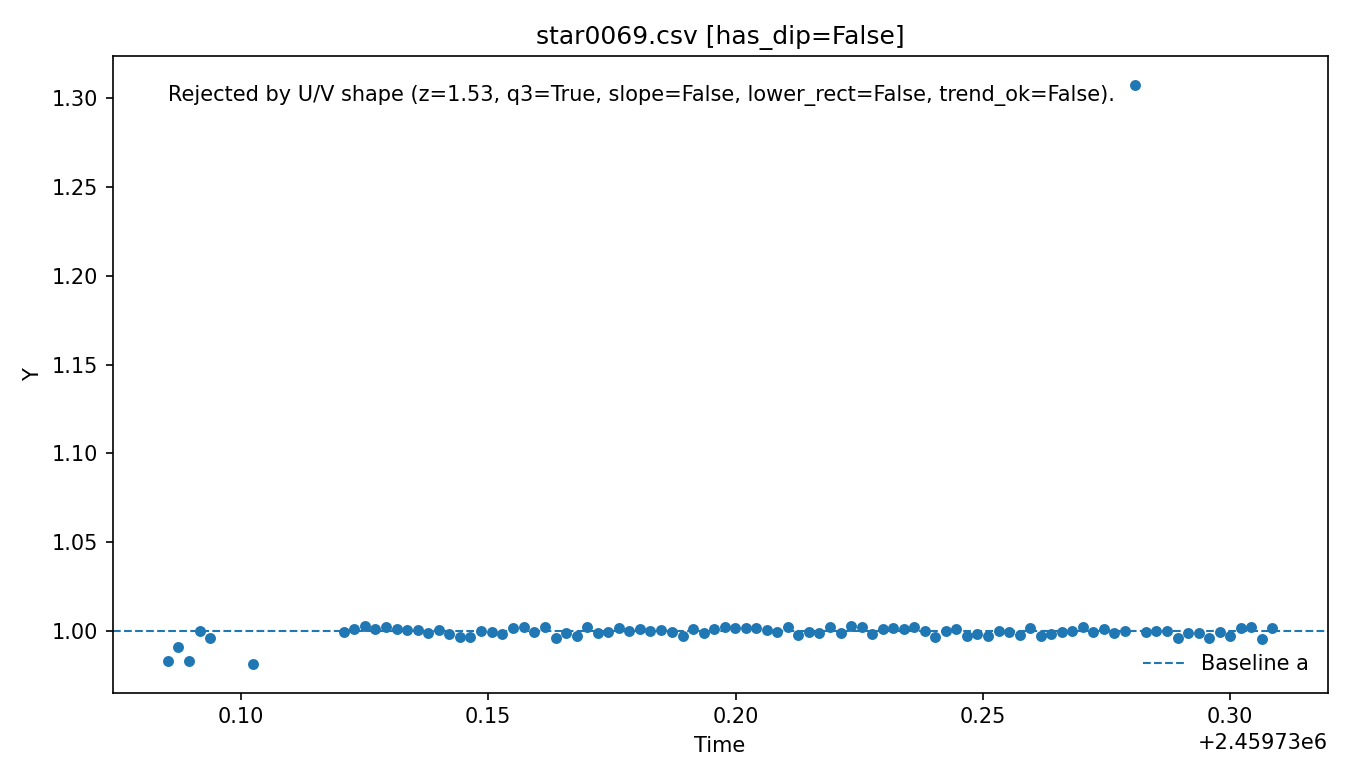 star0069.csv [has_dip=False]
Rejected by U/V shape (z=1.53, q3=True, slope=False, lower_rect=False, trend_ok=False).
1.30
1.25
1.20
1.15
1.10
1.05
1.00
Y
Baseline a
0.10 0.15 0.20 0.25 0.30
+2.45973e6
Time